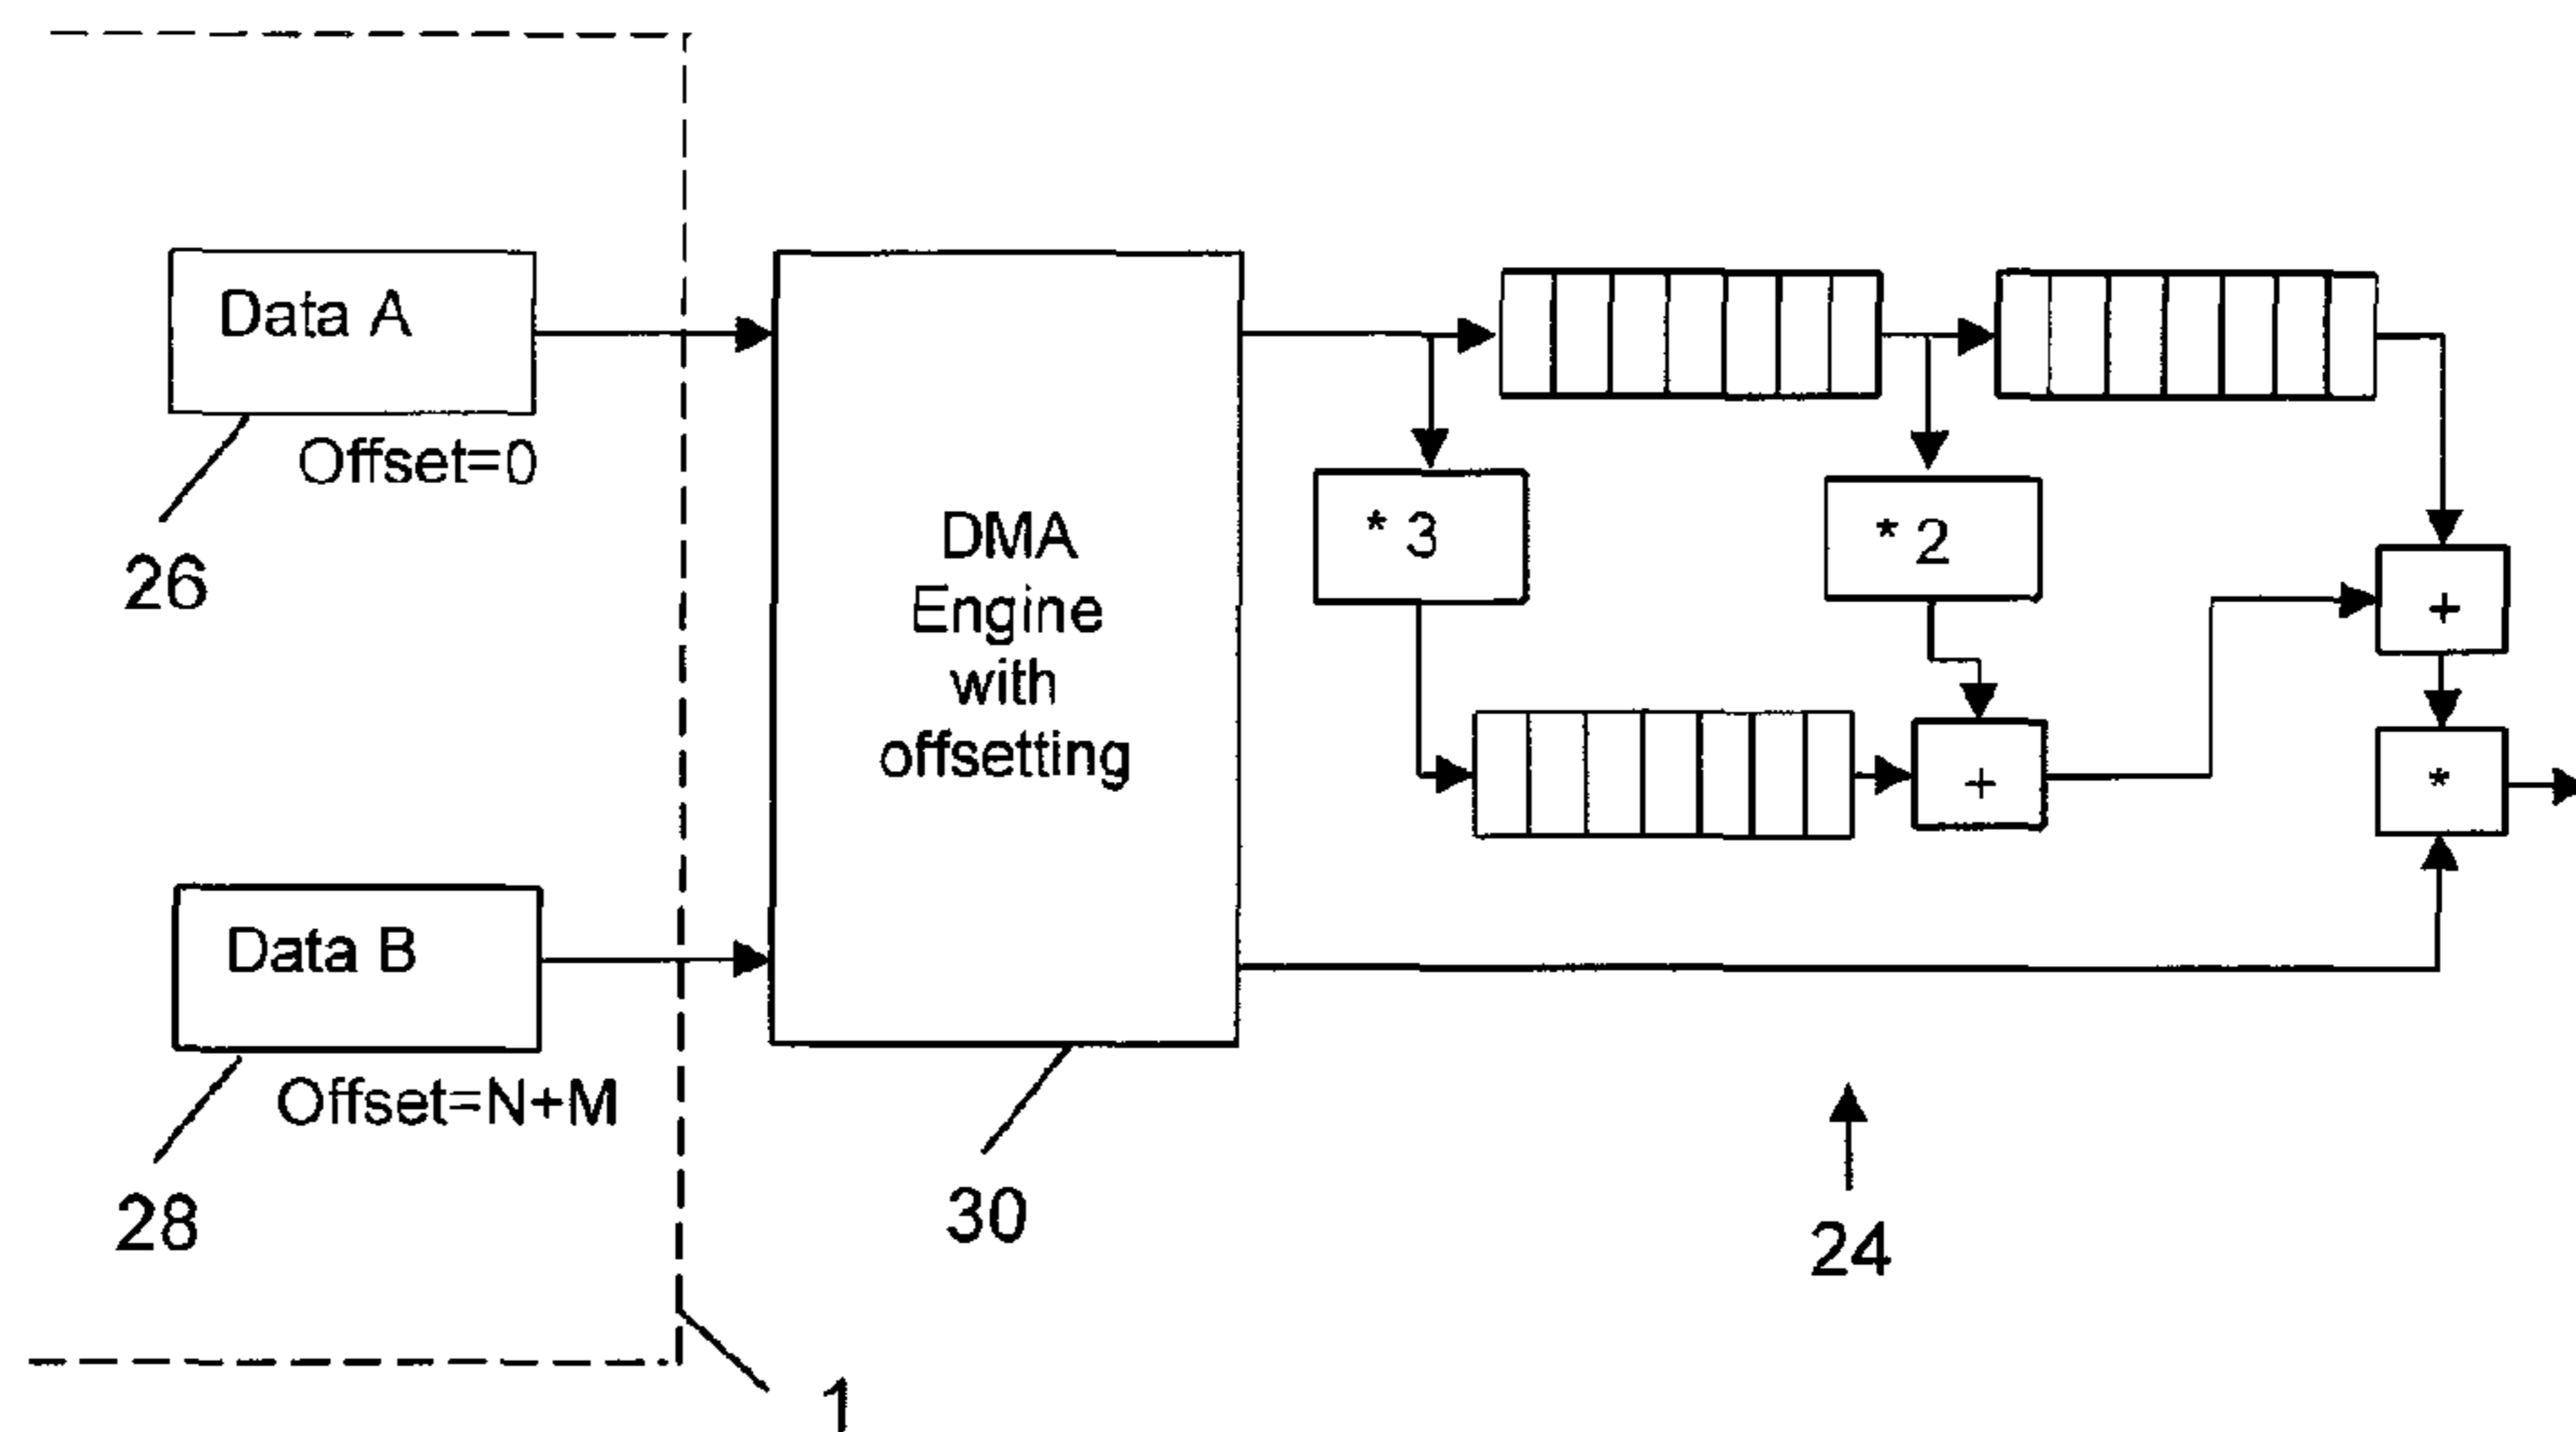 Data A
Offset=0
26
DMA
Engine
with
offsetting
* 3
* 2
+
+
*
Data B
Offset=N+M
28
30
24
1